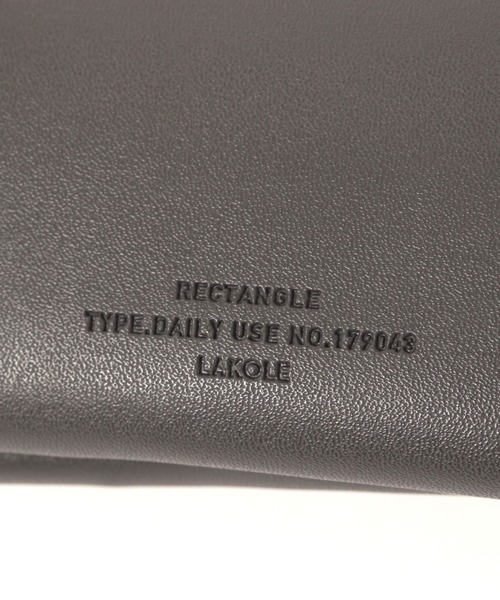 RECTANGLE
TYPE.DAILY USE NO.179043
LAKOLE